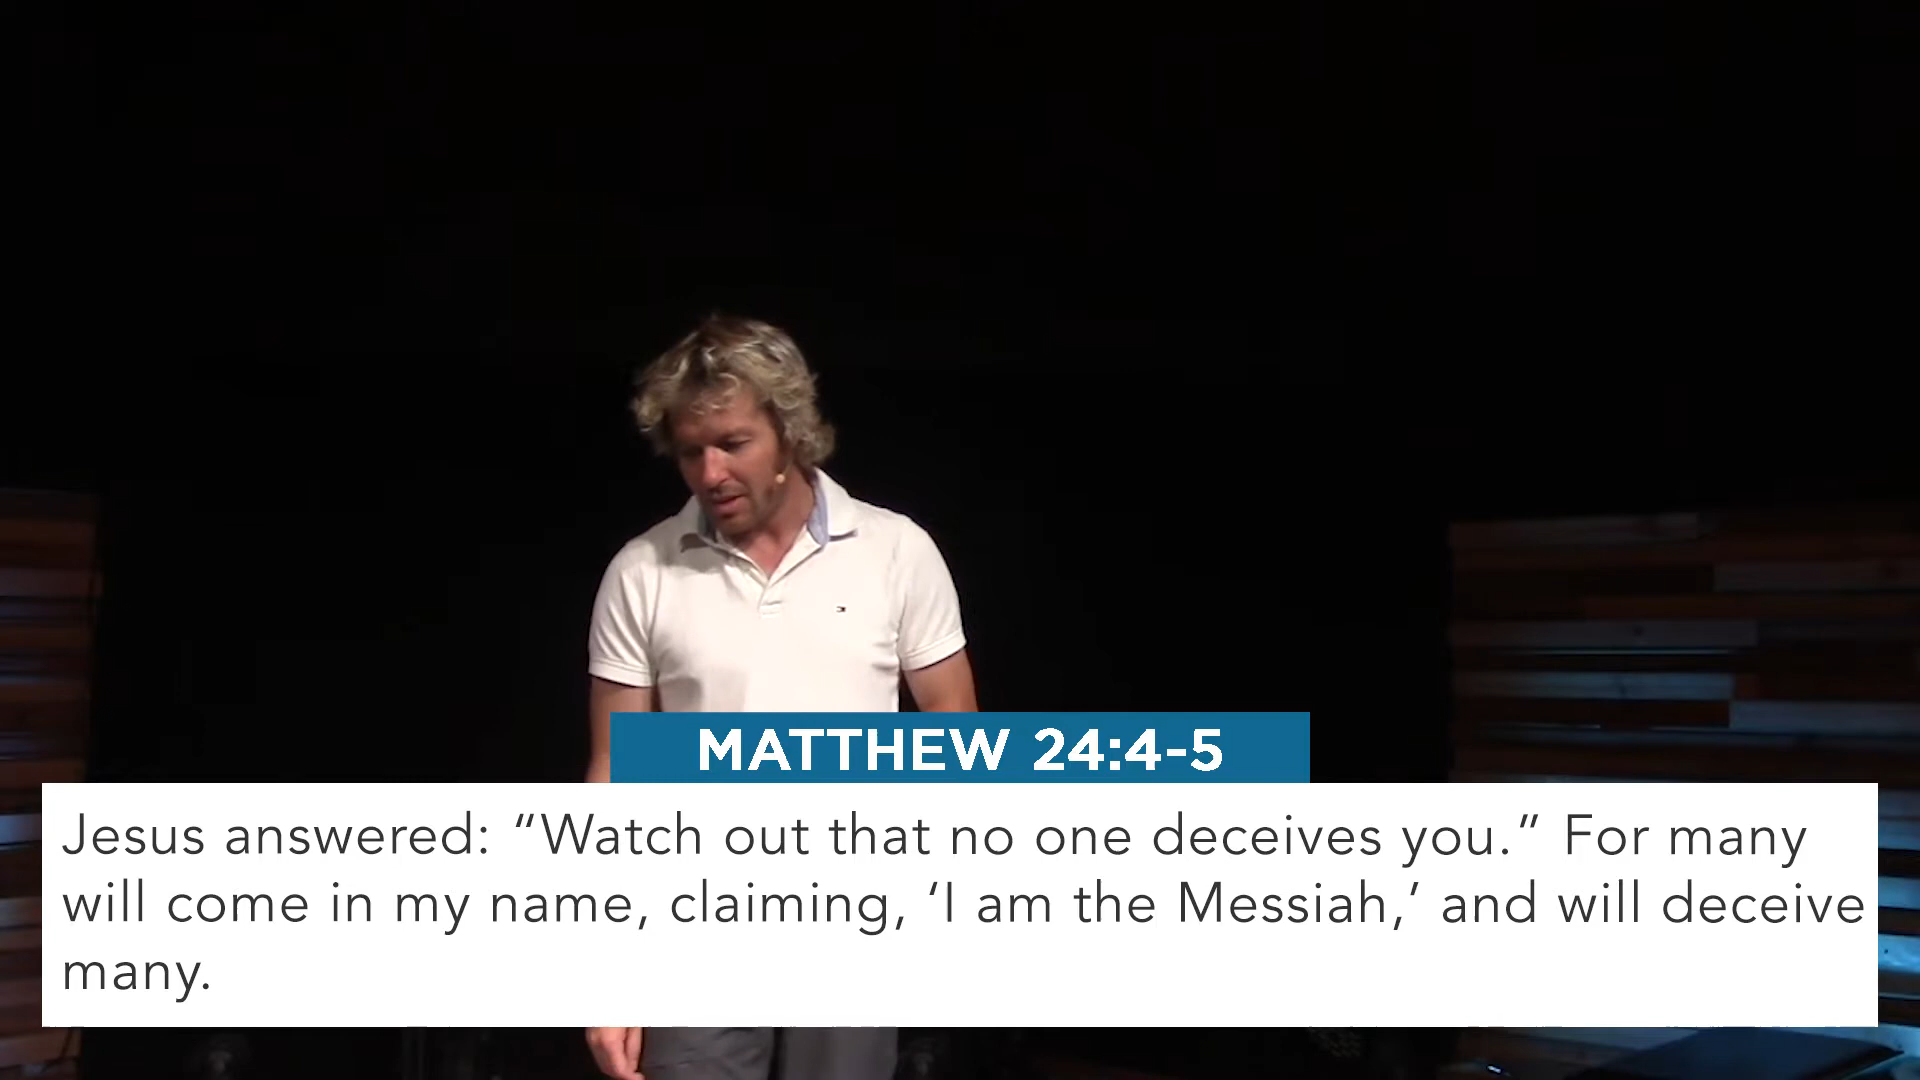 MATTHEW 24:4-5
Jesus answered: “Watch out that no one deceives you.” For many
will come in my name, claiming, ‘I am the Messiah,’ and will deceive
many.